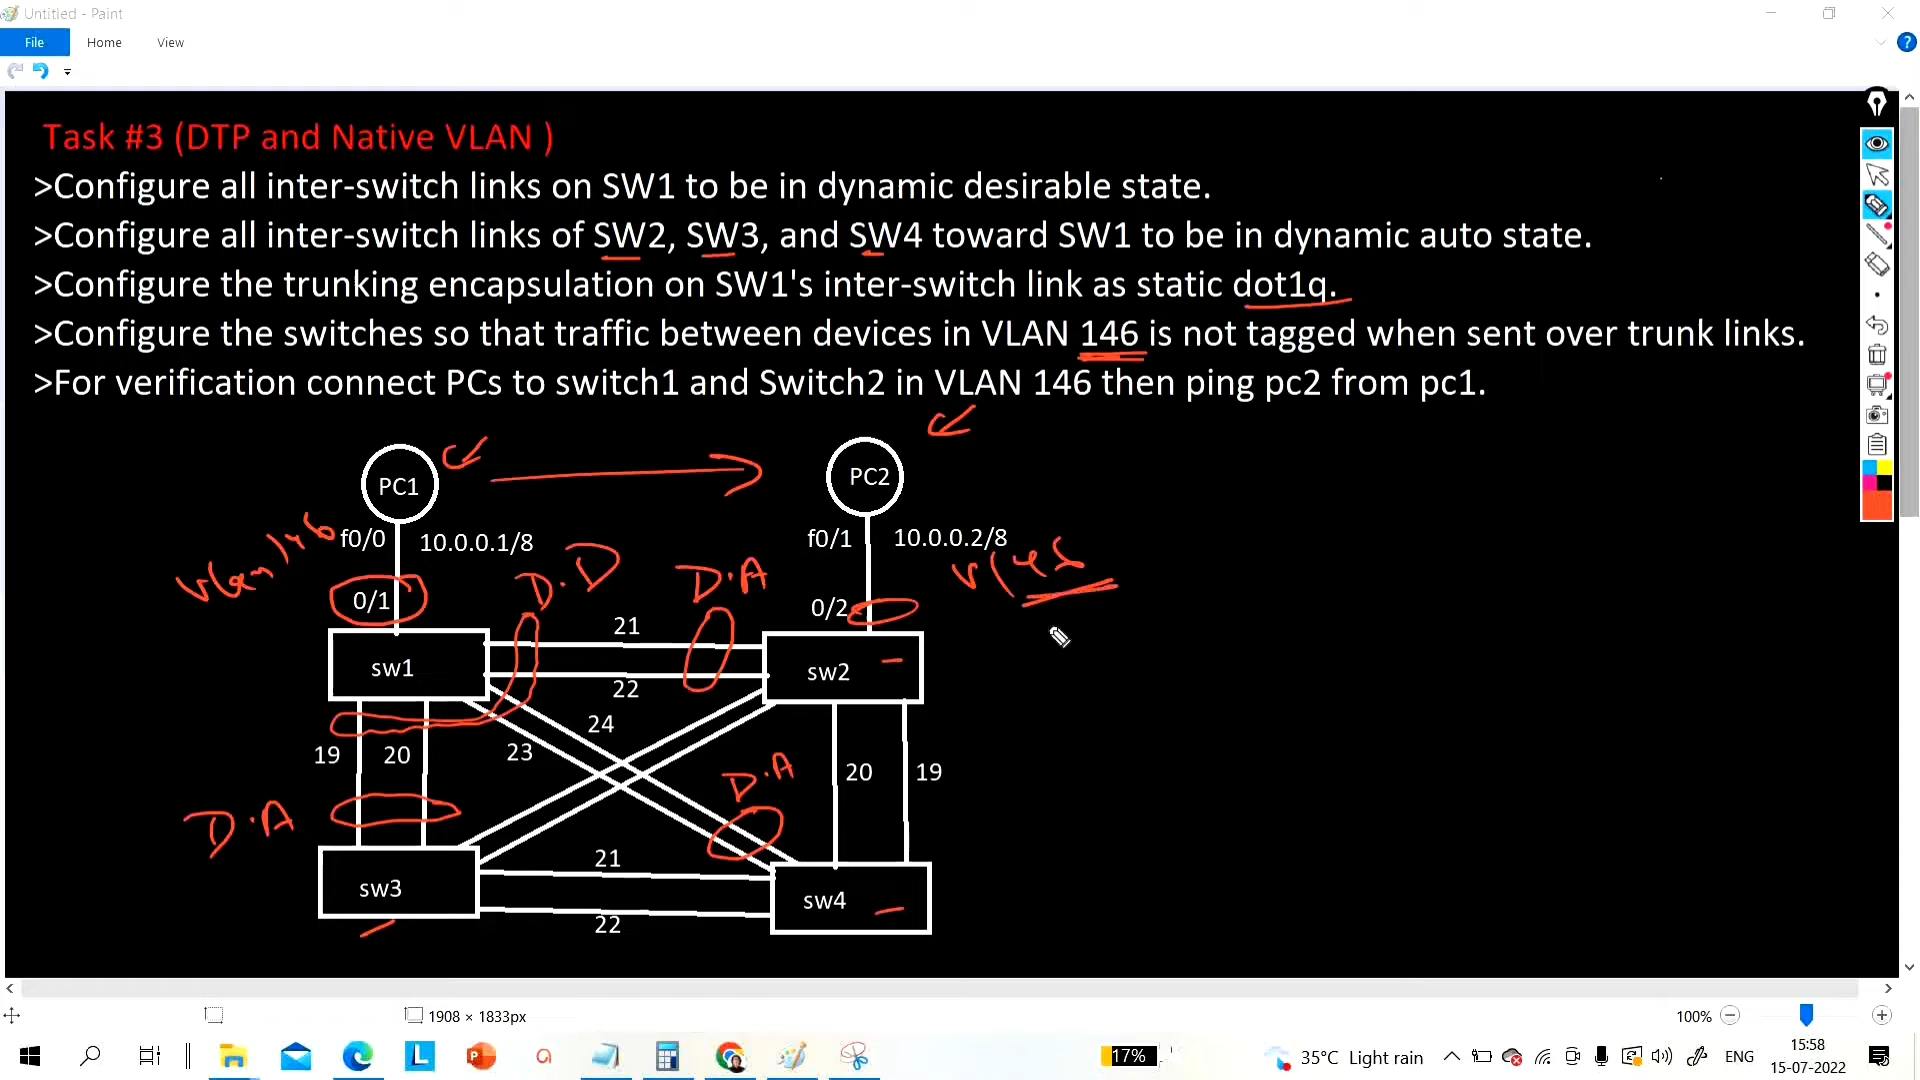 Untitled - Paint
File Home View
Task #3 (DTP and Native VLAN )
>Configure all inter-switch links on SW1 to be in dynamic desirable state.
>Configure all inter-switch links of SW2, SW3, and SW4 toward SW1 to be in dynamic auto state.
>Configure the trunking encapsulation on SW1's inter-switch link as static dot1q.
>Configure the switches so that traffic between devices in VLAN 146 is not tagged when sent over trunk links.
>For verification connect PCs to switch1 and Switch2 in VLAN 146 then ping pc2 from pc1.
PC1 PC2
f0/0 10.0.0.1/8 f0/1 10.0.0.2/8
vlan 146 D.D D.A
0/1 0/2
21
sw1 sw2
22
24
19 20 23 20 19
D.A
D.A
21
sw3 sw4
22
1908 × 1833px 100%
17% 35°C Light rain ENG 15:58
15-07-2022